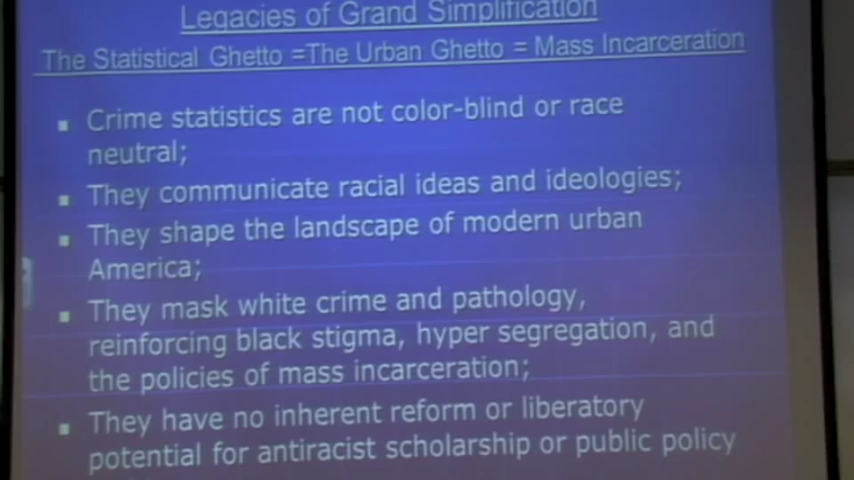 Legacies of Grand Simplification
The Statistical Ghetto =The Urban Ghetto = Mass Incarceration
▪ Crime statistics are not color-blind or race
neutral;
▪ They communicate racial ideas and ideologies;
▪ They shape the landscape of modern urban
America;
▪ They mask white crime and pathology,
reinforcing black stigma, hyper segregation, and
the policies of mass incarceration;
▪ They have no inherent reform or liberatory
potential for antiracist scholarship or public policy